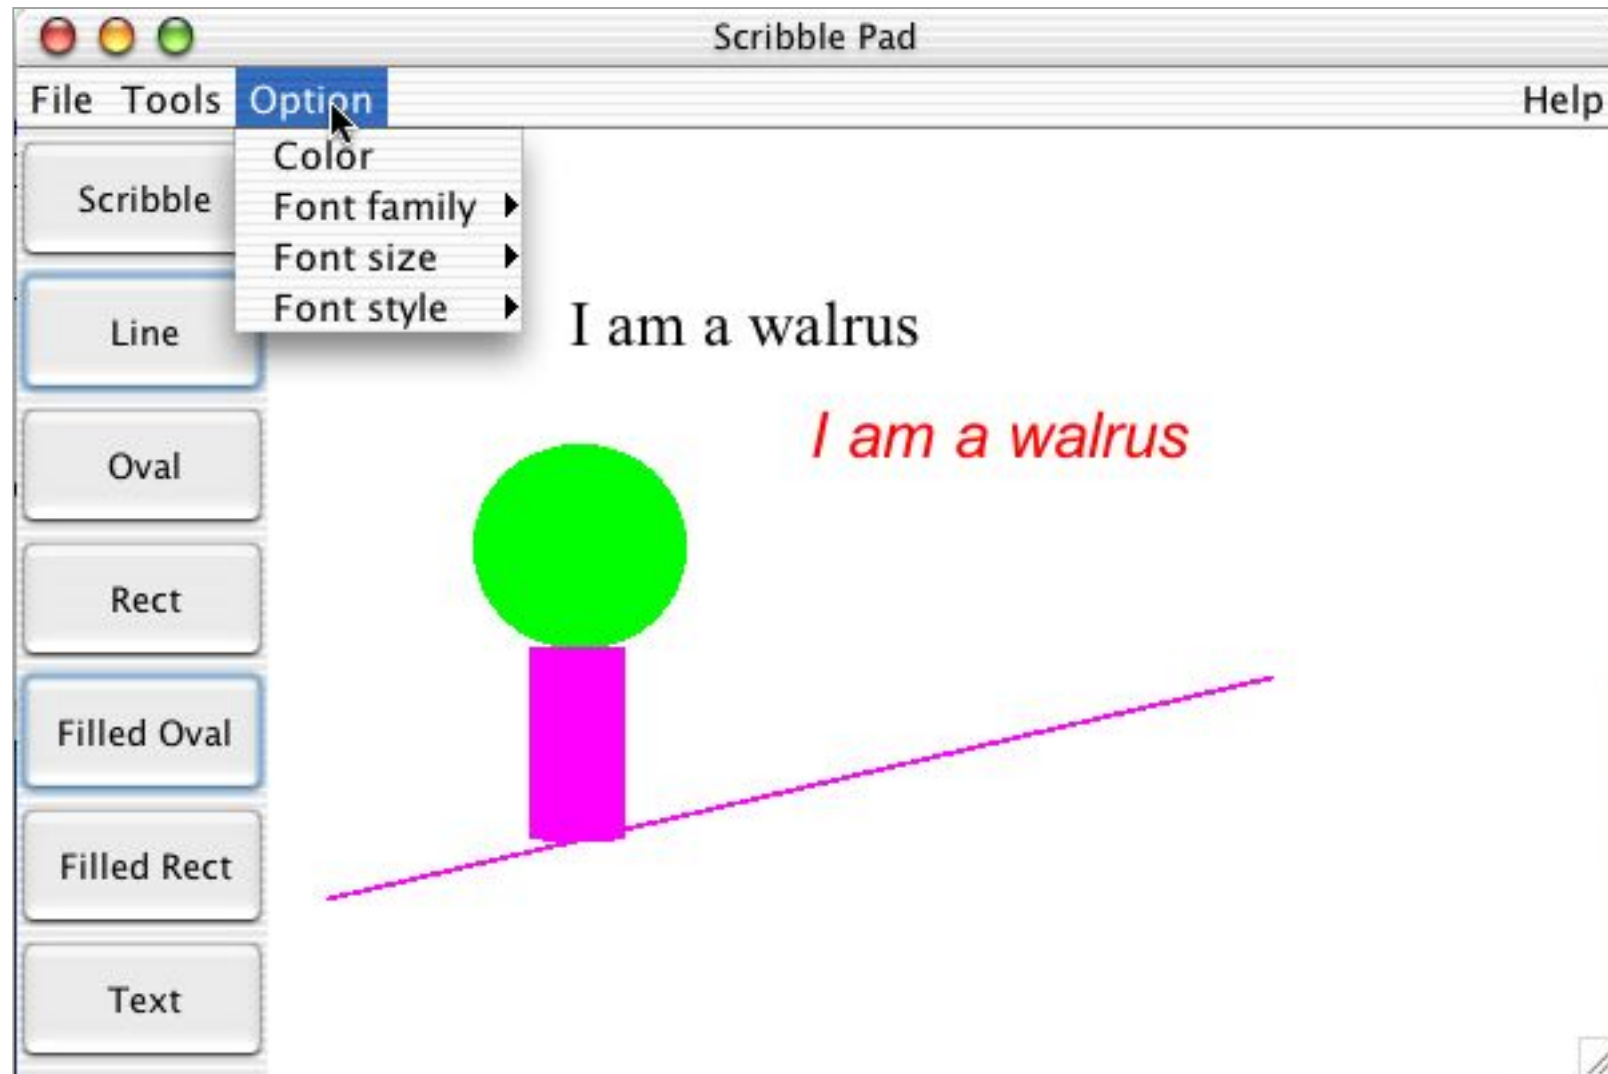 Scribble Pad
File Tools Option Help
Color
Font family
Font size
Font style
Scribble
Line
Oval
Rect
Filled Oval
Filled Rect
Text
I am a walrus
I am a walrus